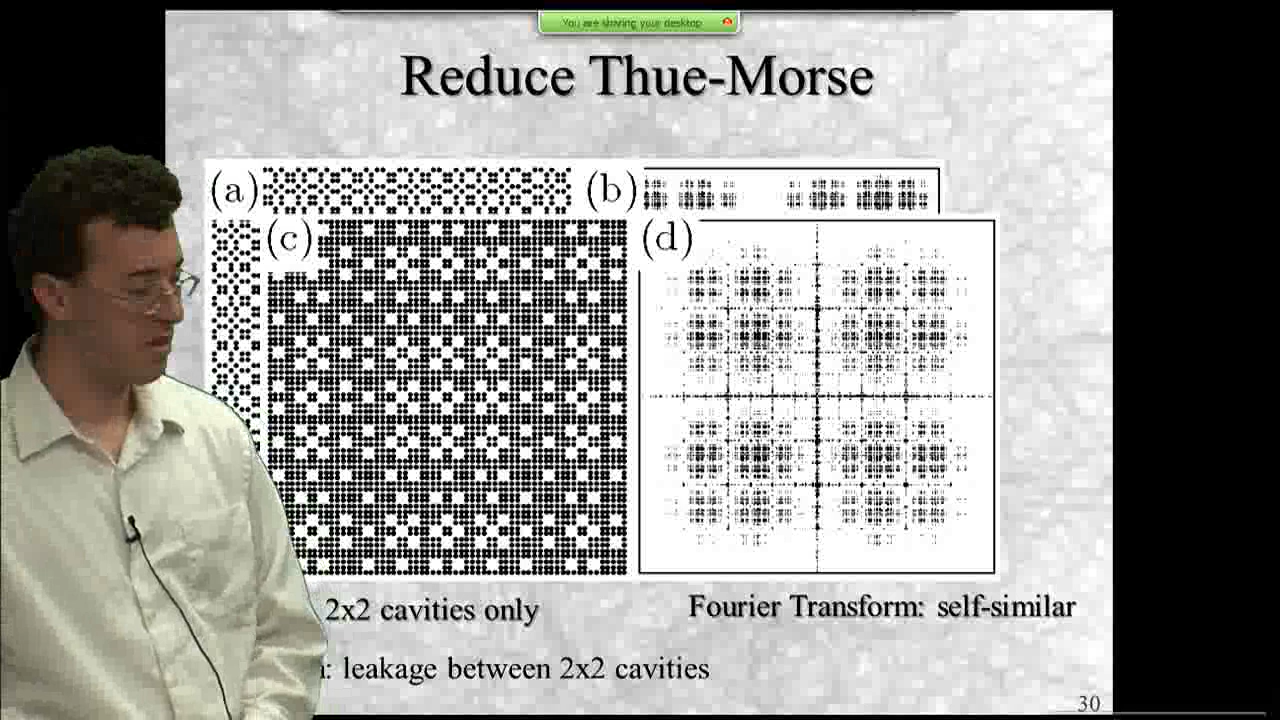 You are sharing your desktop
Reduce Thue-Morse
(a) (b)
(c) (d)
2x2 cavities only
Fourier Transform: self-similar
: leakage between 2x2 cavities
30